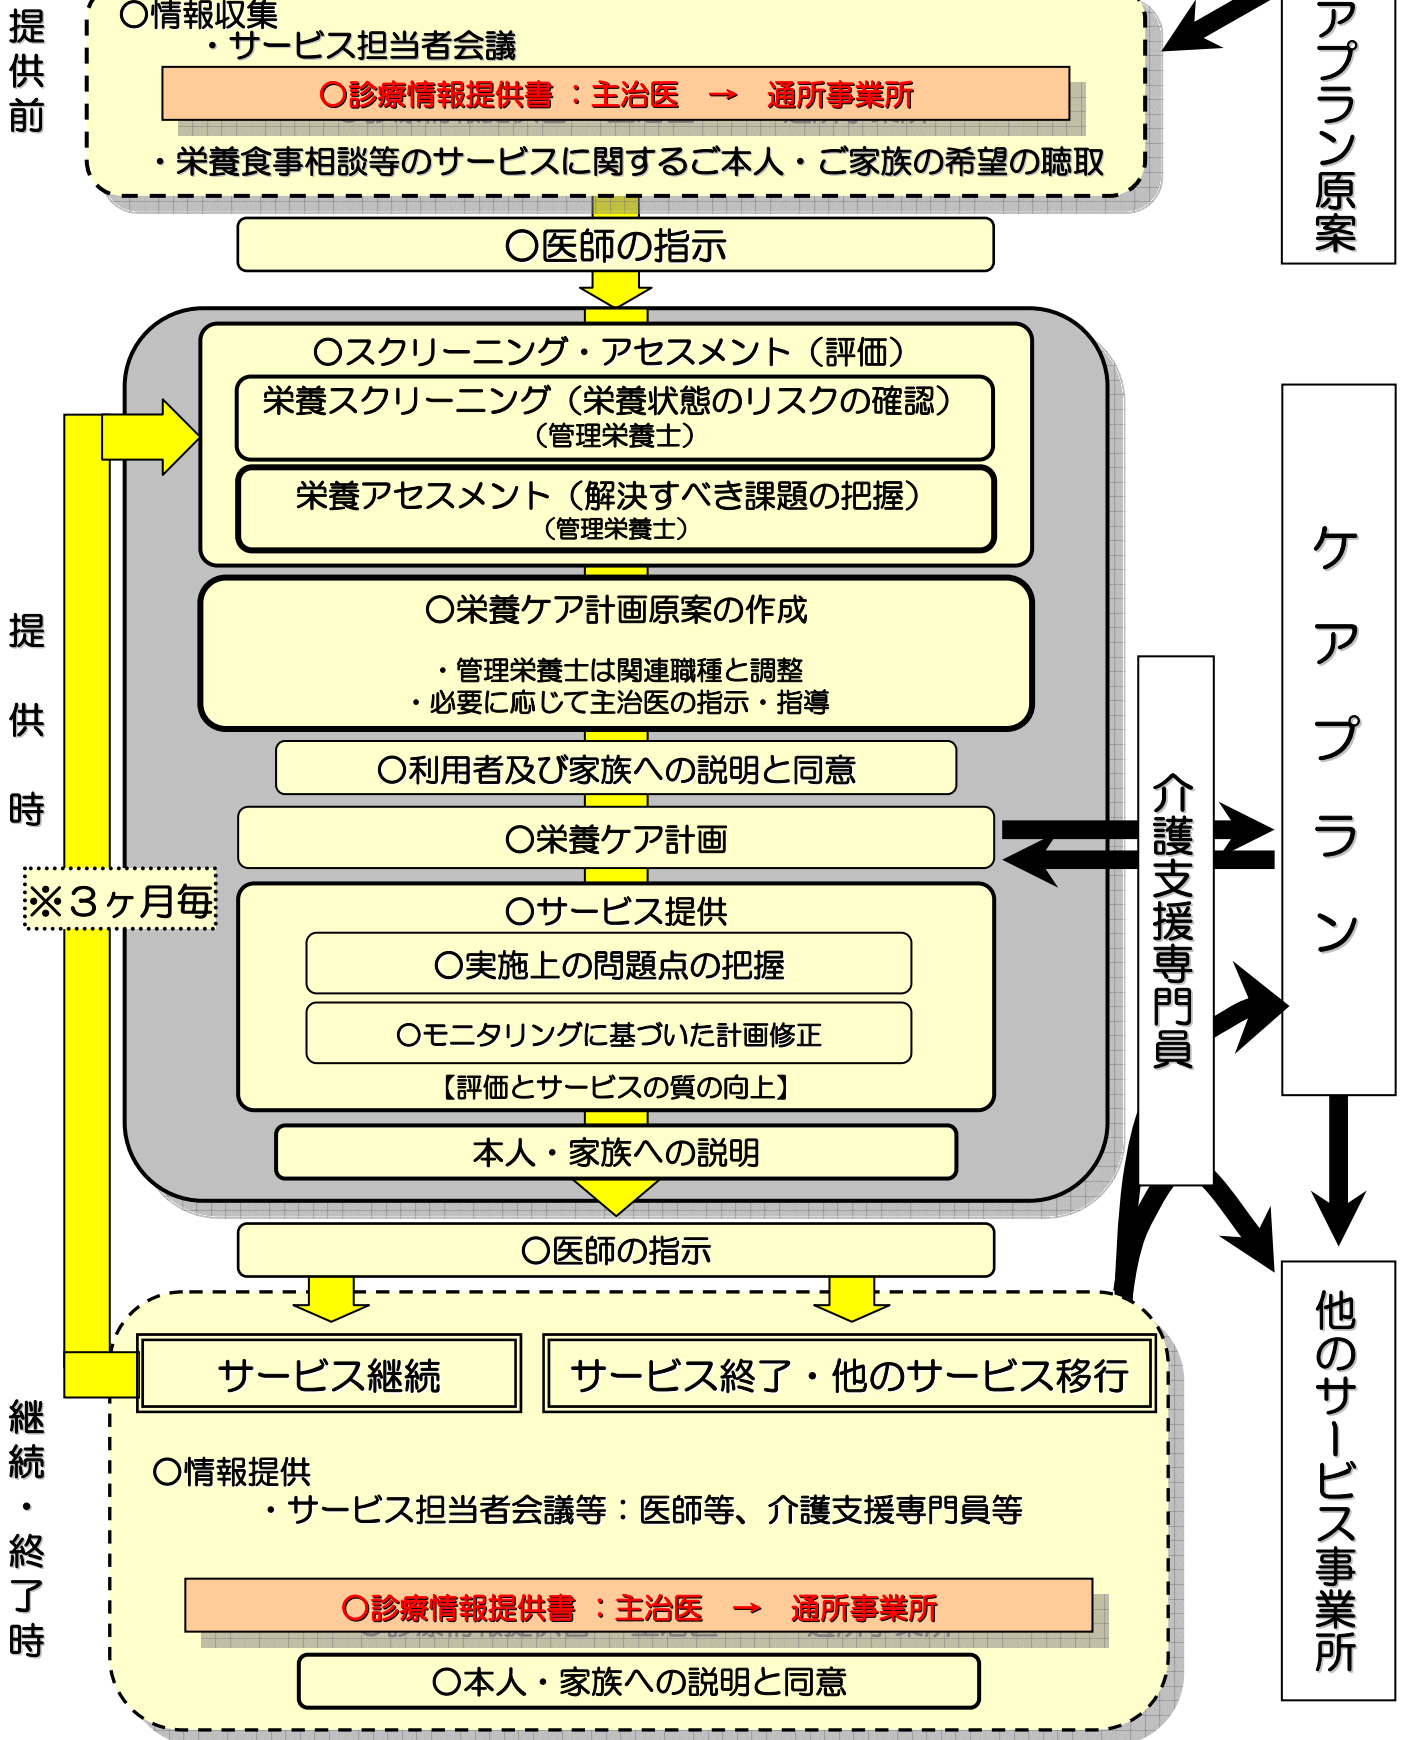 提供前
〇情報収集
・サービス担当者会議
〇診療情報提供書 ：主治医　→　通所事業所
・栄養食事相談等のサービスに関するご本人・ご家族の希望の聴取
アプラン原案
〇医師の指示
〇スクリーニング・アセスメント（評価）
栄養スクリーニング（栄養状態のリスクの確認）
（管理栄養士）
栄養アセスメント（解決すべき課題の把握）
（管理栄養士）
〇栄養ケア計画原案の作成
・管理栄養士は関連職種と調整
・必要に応じて主治医の指示・指導
〇利用者及び家族への説明と同意
〇栄養ケア計画
〇サービス提供
〇実施上の問題点の把握
〇モニタリングに基づいた計画修正
【評価とサービスの質の向上】
本人・家族への説明
提供時
※３ヶ月毎
介護支援専門員
ケアプラン
〇医師の指示
サービス継続
サービス終了・他のサービス移行
継続・終了時
〇情報提供
・サービス担当者会議等：医師等、介護支援専門員等
〇診療情報提供書 ：主治医　→　通所事業所
〇本人・家族への説明と同意
他のサービス事業所